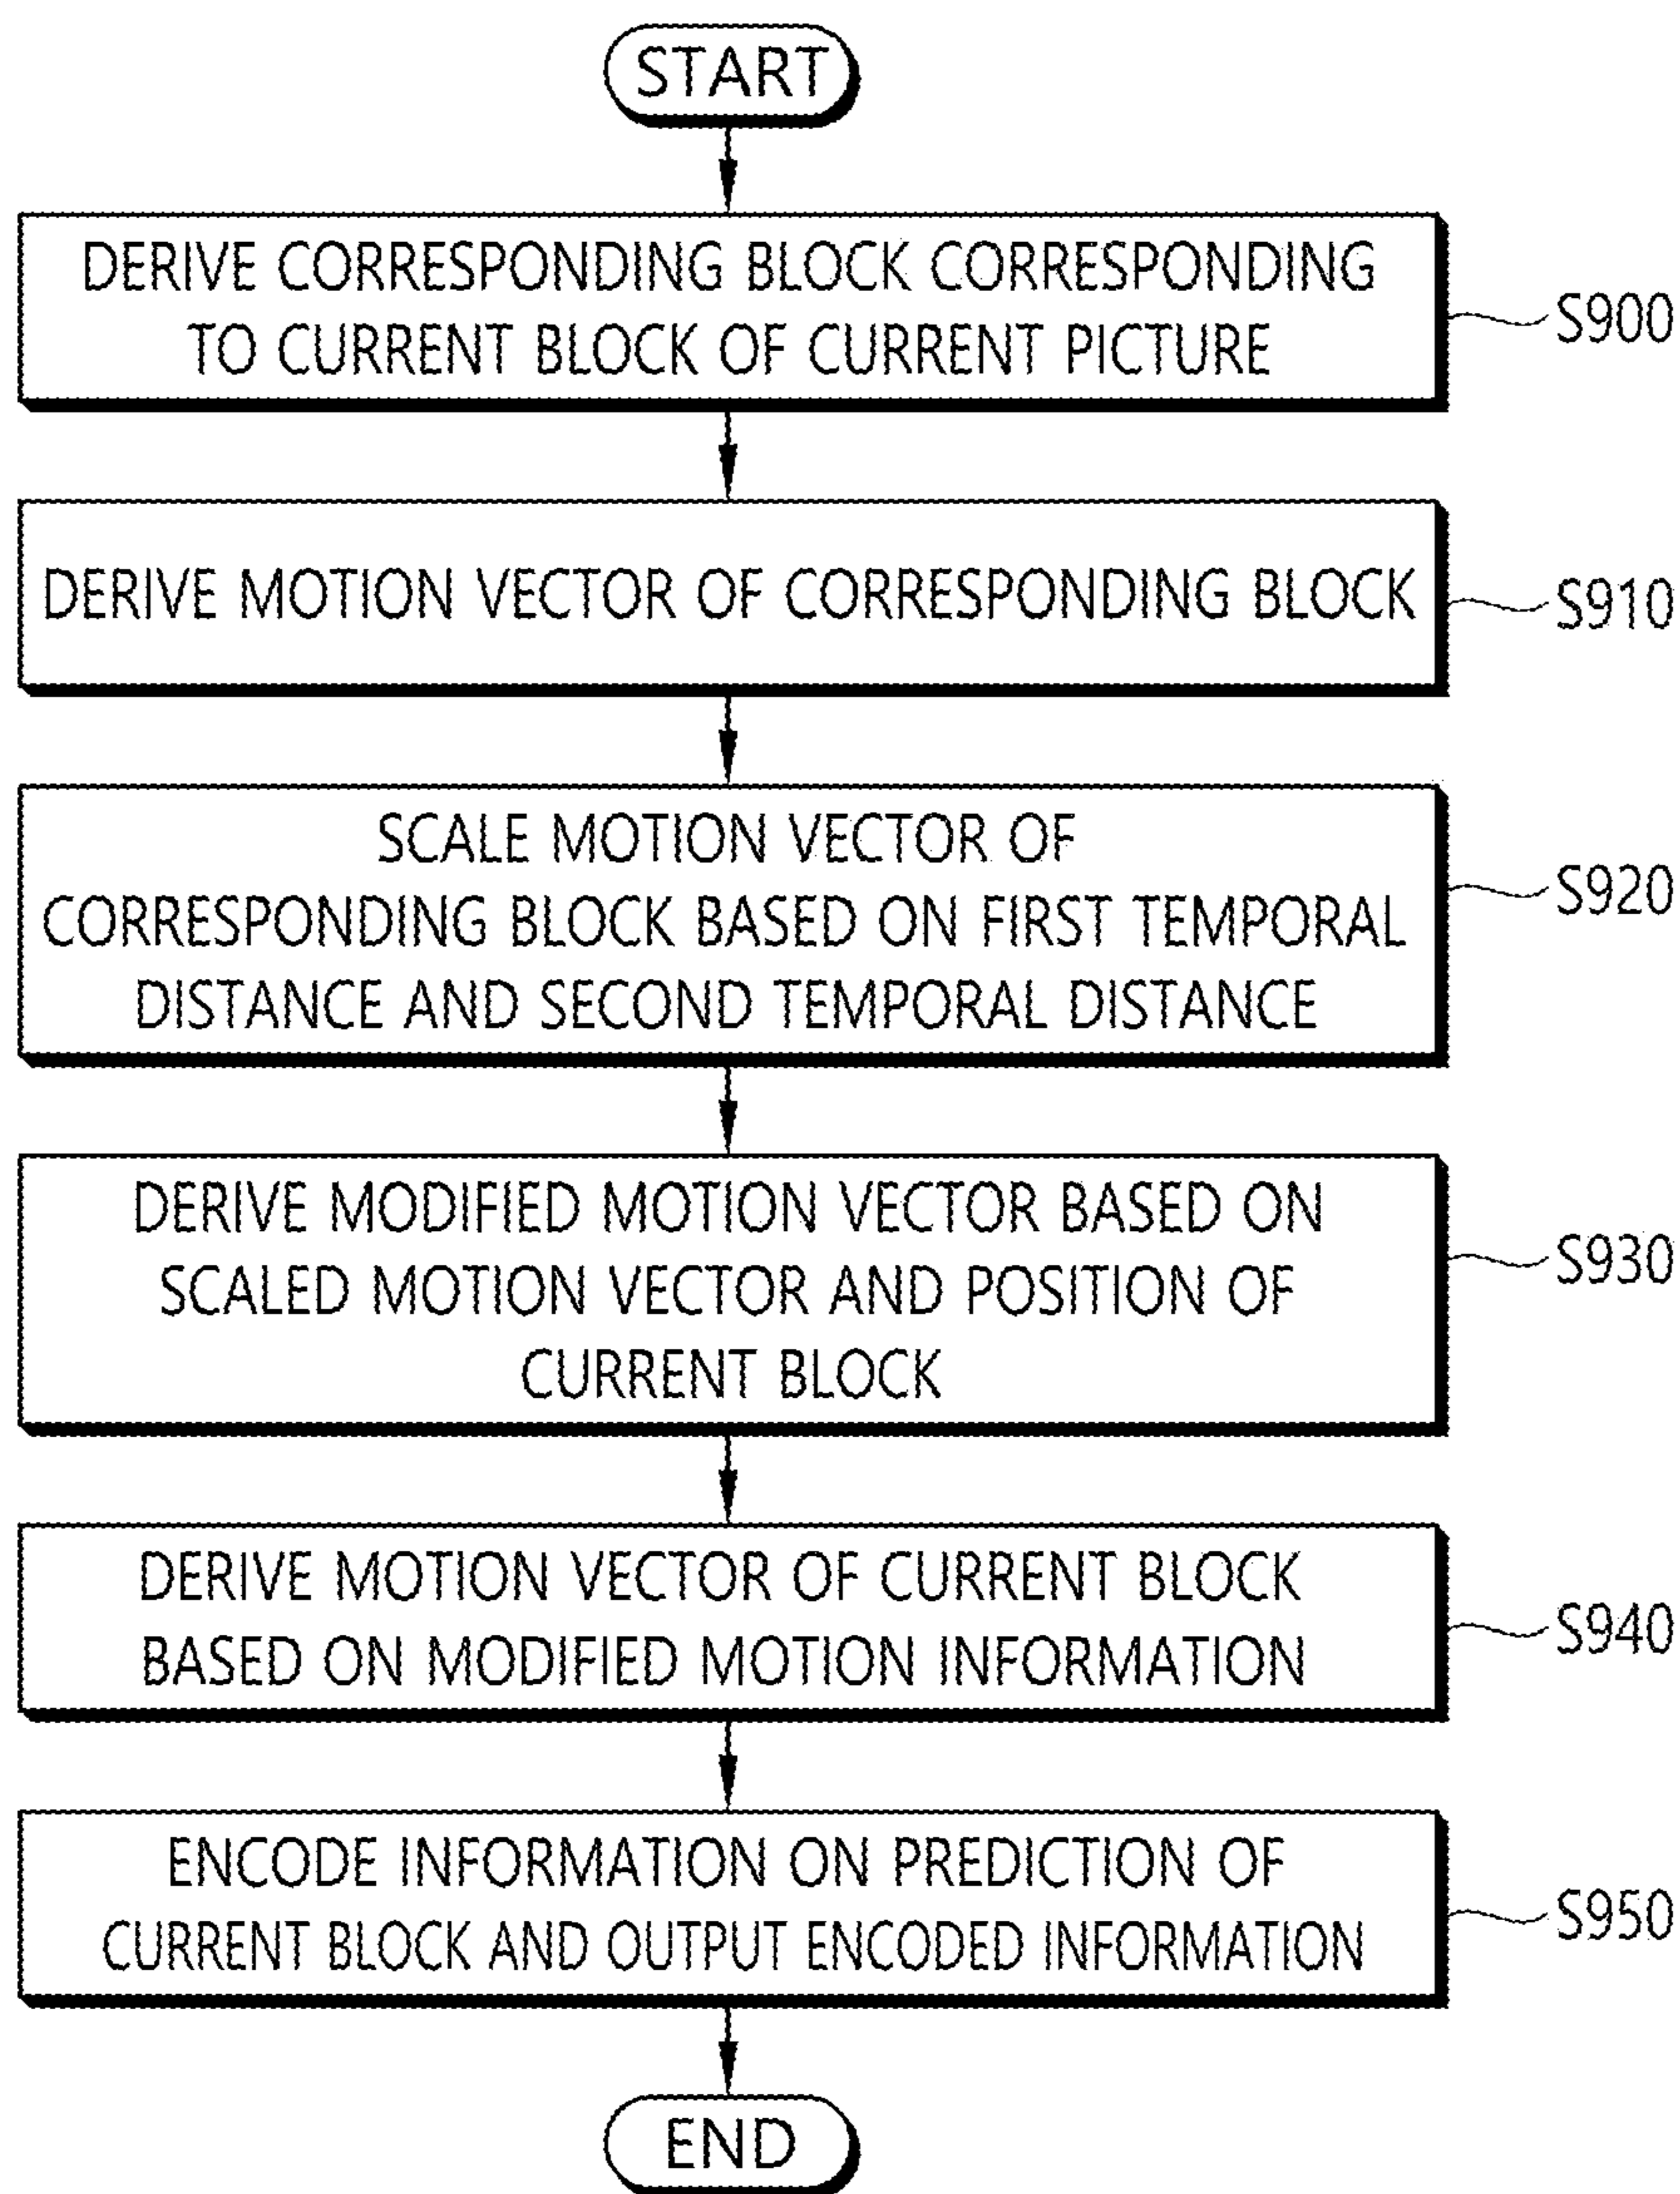 START
DERIVE CORRESPONDING BLOCK CORRESPONDING
TO CURRENT BLOCK OF CURRENT PICTURE
S900
DERIVE MOTION VECTOR OF CORRESPONDING BLOCK
S910
SCALE MOTION VECTOR OF
CORRESPONDING BLOCK BASED ON FIRST TEMPORAL
DISTANCE AND SECOND TEMPORAL DISTANCE
S920
DERIVE MODIFIED MOTION VECTOR BASED ON
SCALED MOTION VECTOR AND POSITION OF
CURRENT BLOCK
S930
DERIVE MOTION VECTOR OF CURRENT BLOCK
BASED ON MODIFIED MOTION INFORMATION
S940
ENCODE INFORMATION ON PREDICTION OF
CURRENT BLOCK AND OUTPUT ENCODED INFORMATION
S950
END